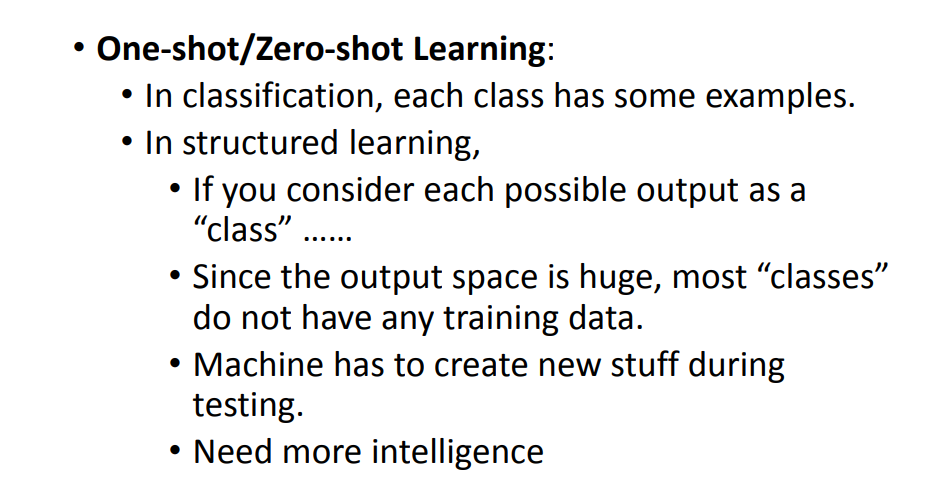 • One-shot/Zero-shot Learning:
• In classification, each class has some examples.
• In structured learning,
• If you consider each possible output as a
“class” ……
• Since the output space is huge, most “classes”
do not have any training data.
• Machine has to create new stuff during
testing.
• Need more intelligence